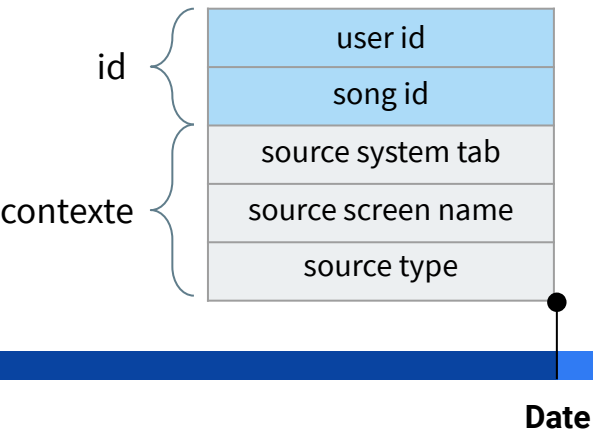 user id
id
song id
source system tab
contexte
source screen name
source type
Date